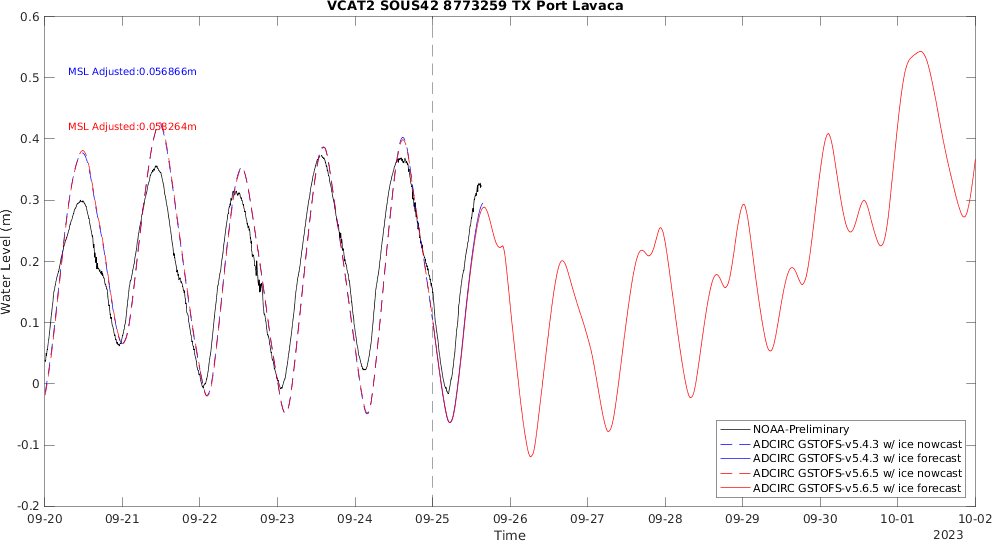 VCAT2 SOUS42 8773259 TX Port Lavaca
0.6
0.5
0.4
0.3
0.2
0.1
0
-0.1
-0.2
Water Level (m)
MSL Adjusted:0.056866m
MSL Adjusted:0.058264m
NOAA-Preliminary
ADCIRC GSTOFS-v5.4.3 w/ ice nowcast
ADCIRC GSTOFS-v5.4.3 w/ ice forecast
ADCIRC GSTOFS-v5.6.5 w/ ice nowcast
ADCIRC GSTOFS-v5.6.5 w/ ice forecast
09-20 09-21 09-22 09-23 09-24 09-25 09-26 09-27 09-28 09-29 09-30 10-01 10-02
Time
2023